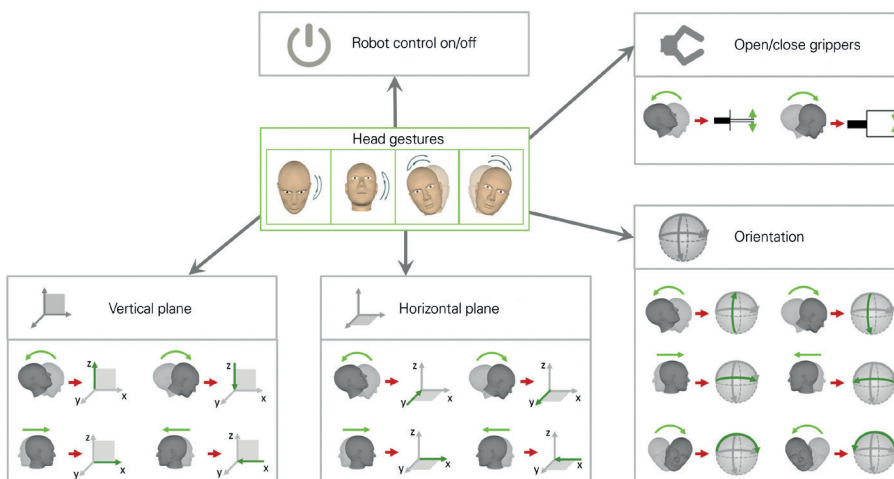 Robot control on/off
Open/close grippers
Head gestures
Orientation
Vertical plane
Horizontal plane
z
y
x
z
y
x
z
y
x
z
y
x
z
y
x
z
y
x
z
y
x
z
y
x